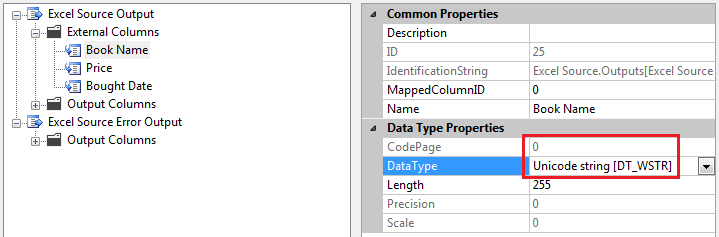 Excel Source Output
External Columns
Book Name
Price
Bought Date
Output Columns
Excel Source Error Output
Output Columns
Common Properties
Description
ID 25
IdentificationString Excel Source.Outputs[Excel Source
MappedColumnID 0
Name Book Name
Data Type Properties
CodePage 0
DataType Unicode string [DT_WSTR]
Length 255
Precision 0
Scale 0